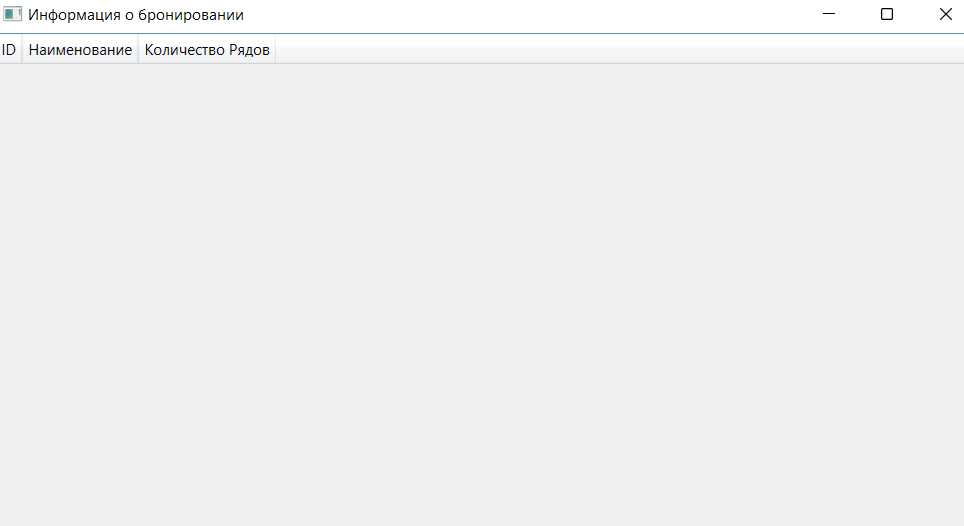 Информация о бронировании
ID Наименование Количество Рядов